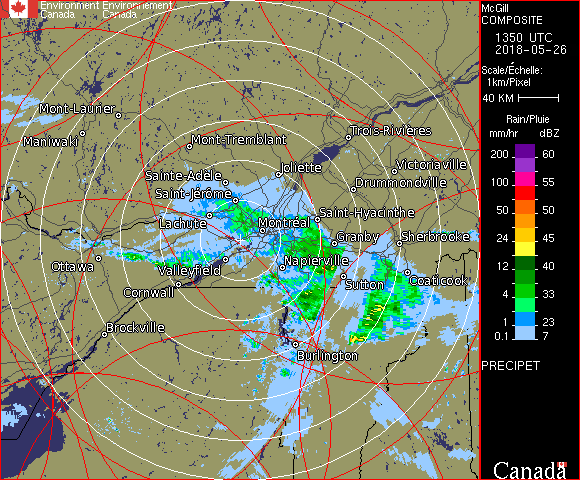 Environment Environnement
Canada Canada
McGill
COMPOSITE
1350 UTC
2018-05-26
Scale/Échelle:
1km/Pixel
40 KM
Rain/Pluie
mm/hr dBZ
200 60
100 55
50 50
24 45
12 40
4 33
1 23
0.1 7
PRECIPET
Canada
Mont-Laurier
Maniwaki
Mont-Tremblant
Trois-Rivières
Victoriaville
Joliette
Sainte-Adèle
Drummondville
Saint-Jérôme
Saint-Hyacinthe
Lachute
Montréal
Granby
Sherbrooke
Ottawa
Valleyfield
Napierville
Sutton
Coaticook
Cornwall
Brockville
Burlington